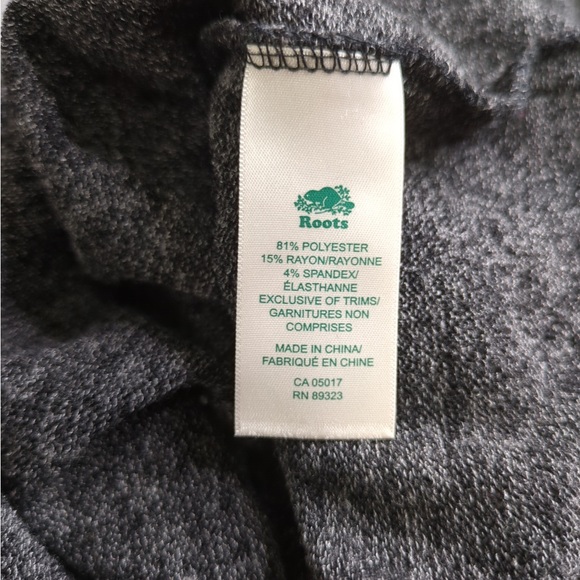 Roots
81% POLYESTER
15% RAYON/RAYONNE
4% SPANDEX/
ÉLASTHANNE
EXCLUSIVE OF TRIMS/
GARNITURES NON
COMPRISES
MADE IN CHINA/
FABRIQUÉ EN CHINE
CA 05017
RN 89323